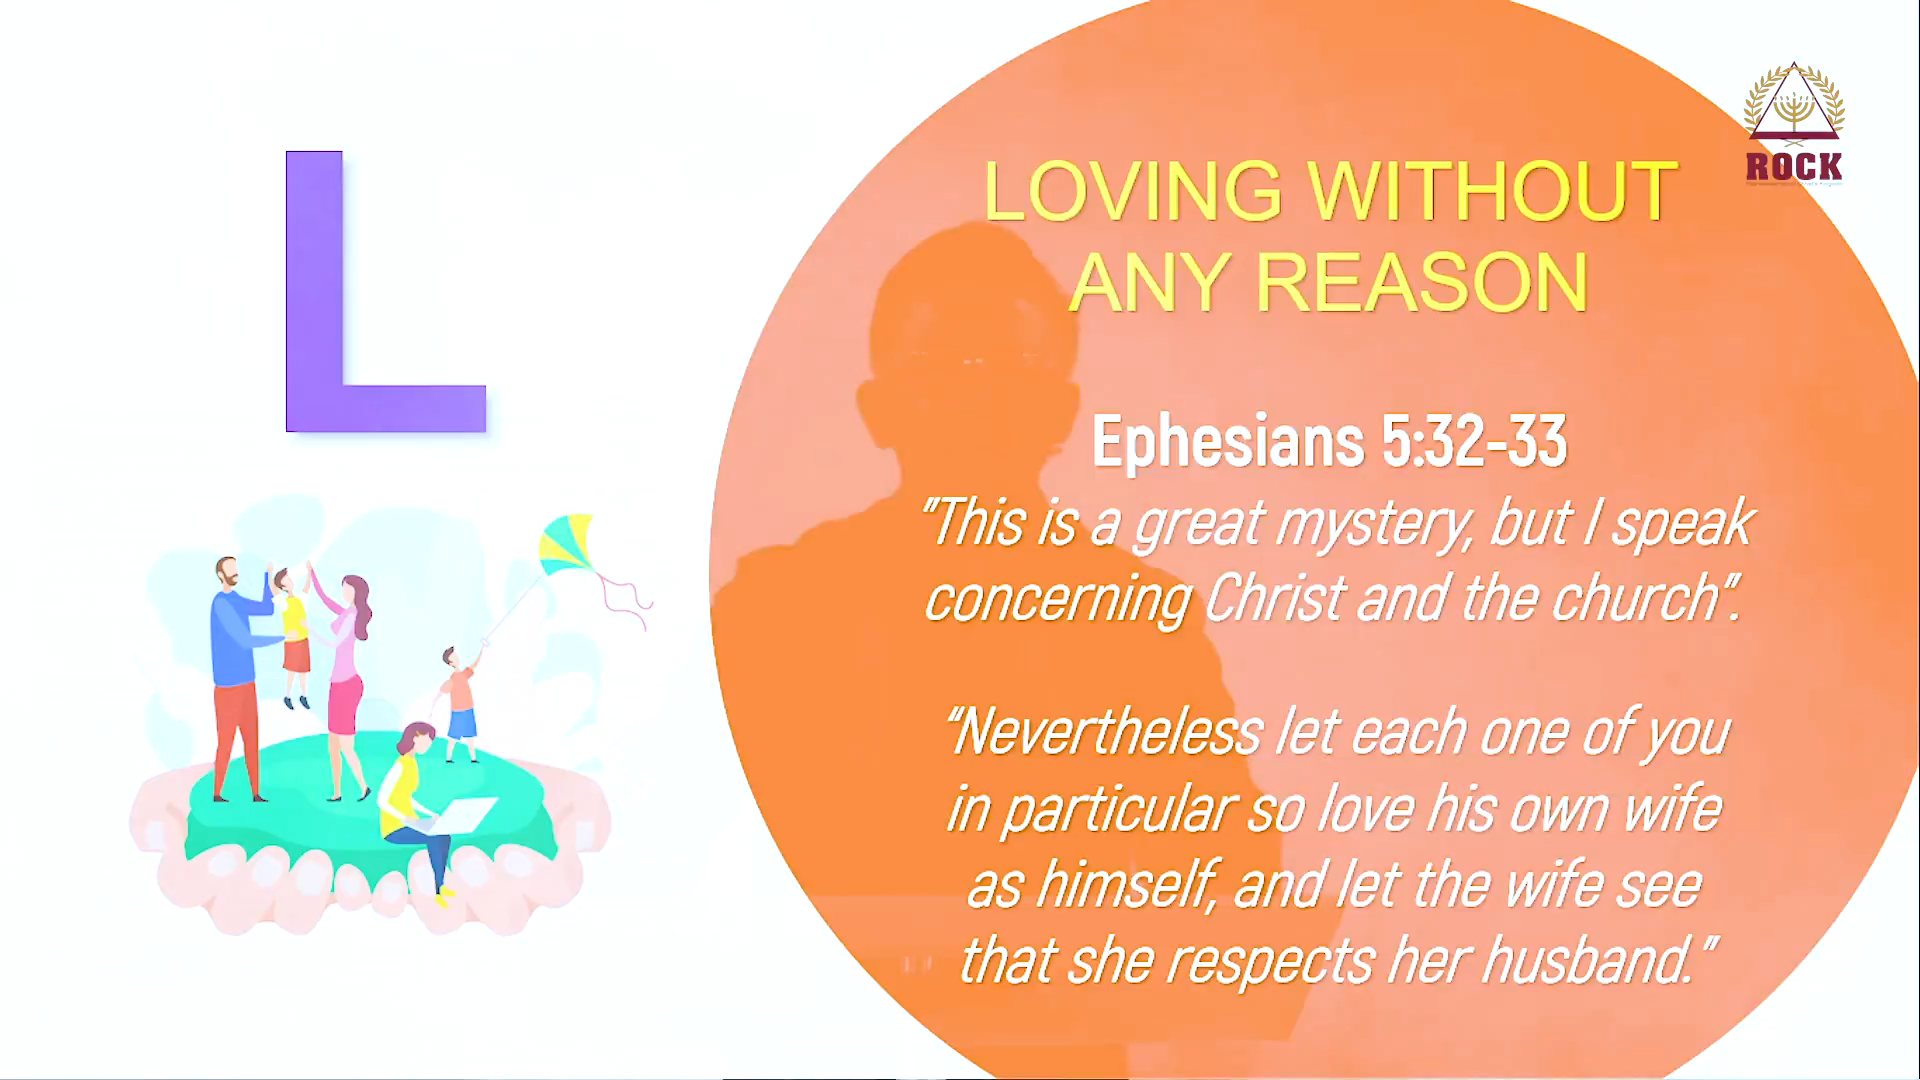 L
LOVING WITHOUT
ANY REASON
ROCK
Ephesians 5:32-33
"This is a great mystery, but I speak
concerning Christ and the church".
"Nevertheless let each one of you
in particular so love his own wife
as himself, and let the wife see
that she respects her husband."